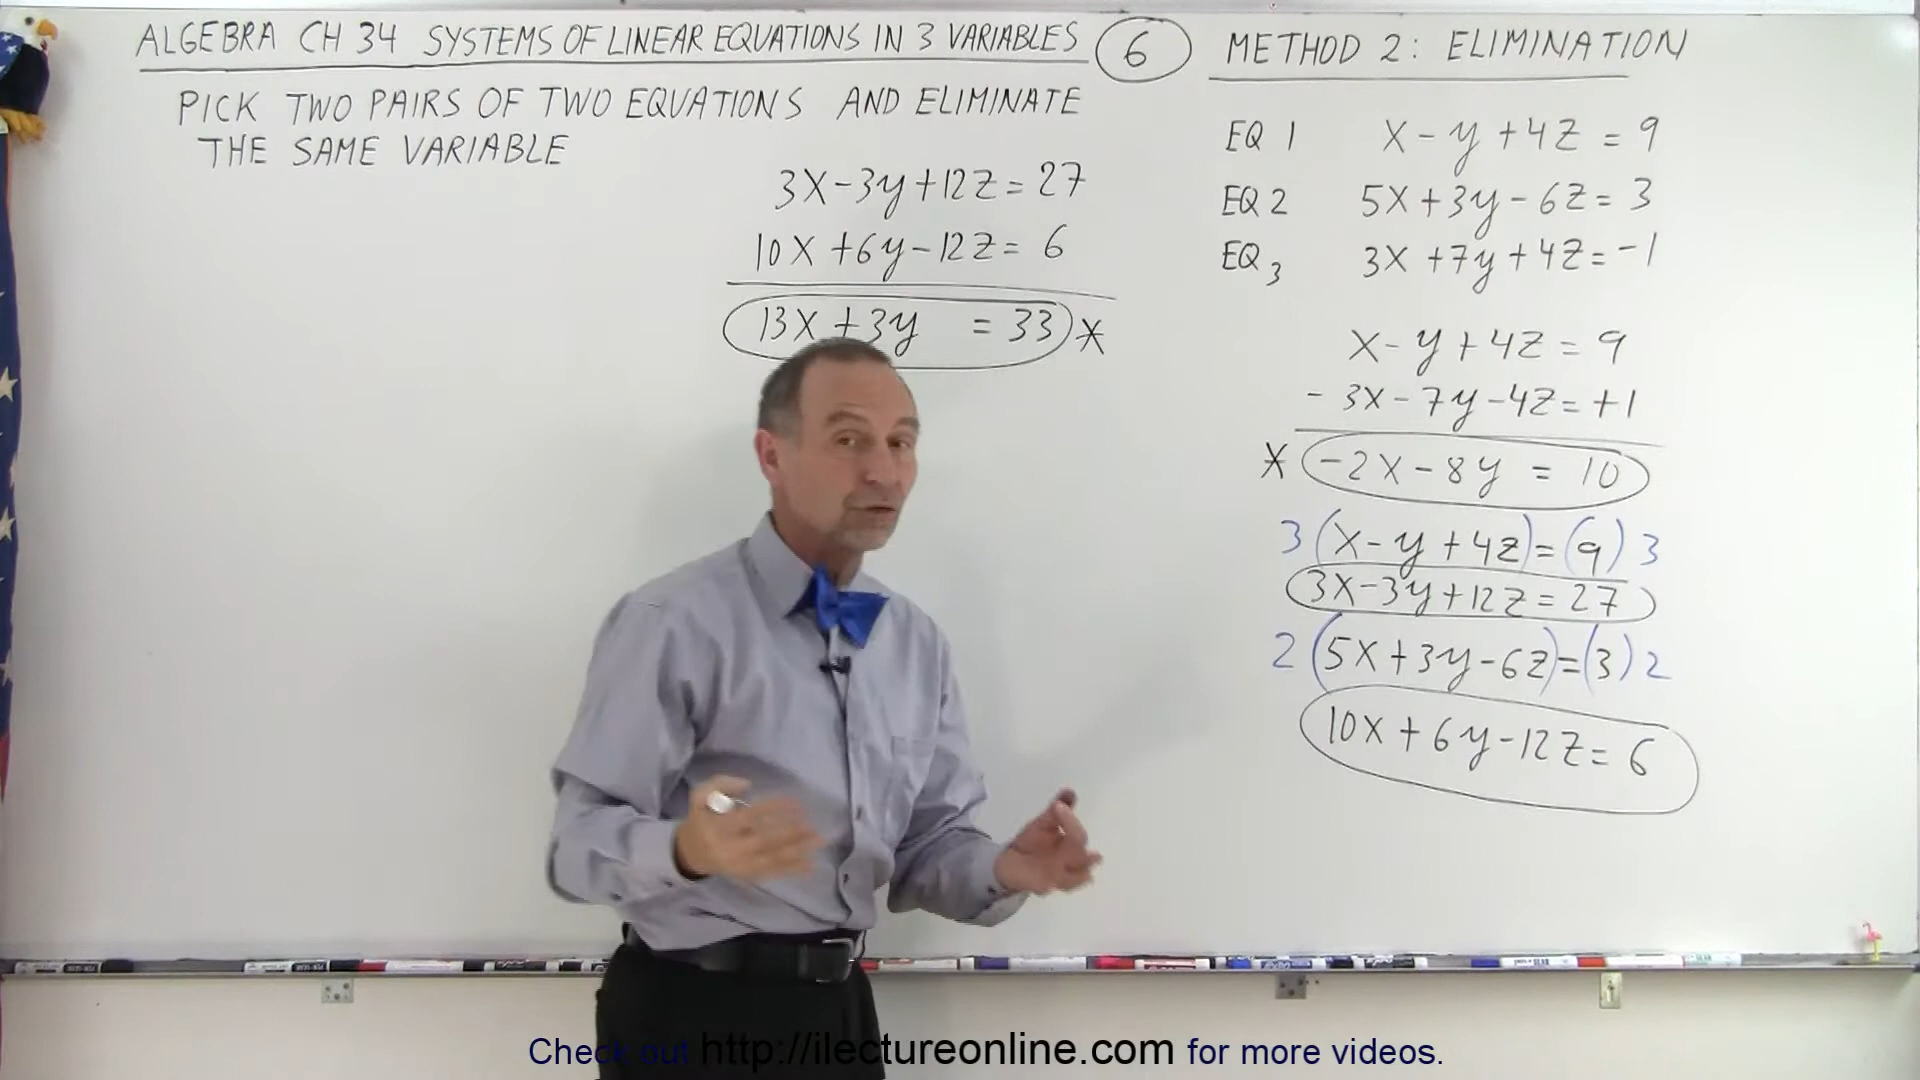 ALGEBRA CH 34 SYSTEMS OF LINEAR EQUATIONS IN 3 VARIABLES 6 METHOD 2: ELIMINATION
PICK TWO PAIRS OF TWO EQUATIONS AND ELIMINATE
THE SAME VARIABLE
3X-3y+12Z=27
10X+6y-12Z=6
13X+3y =33 *
EQ 1 X-y+4Z=9
EQ 2 5X+3y-6Z=3
EQ 3 3X+7y+4Z=-1
X-y+4Z=9
-3X-7y-4Z=+1
* -2X-8y=10
3(X-y+4Z)=(9)3
3X-3y+12Z=27
2(5X+3y-6Z)=(3)2
10X+6y-12Z=6
Check out http://ilectureonline.com for more videos.